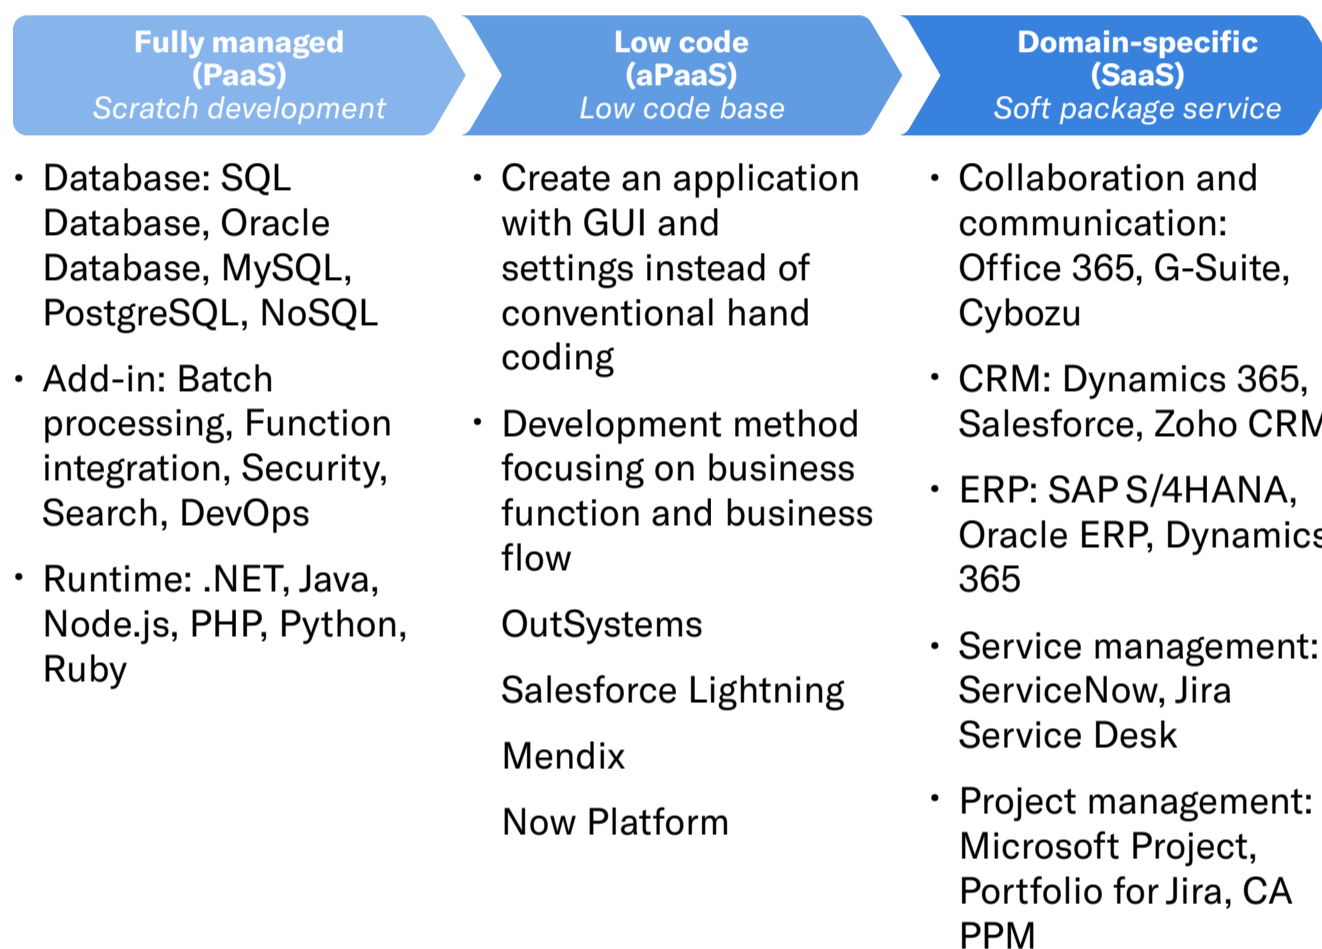 Fully managed
(PaaS)
Scratch development
• Database: SQL
Database, Oracle
Database, MySQL,
PostgreSQL, NoSQL
• Add-in: Batch
processing, Function
integration, Security,
Search, DevOps
• Runtime: .NET, Java,
Node.js, PHP, Python,
Ruby
Low code
(aPaaS)
Low code base
• Create an application
with GUI and
settings instead of
conventional hand
coding
• Development method
focusing on business
function and business
flow
OutSystems
Salesforce Lightning
Mendix
Now Platform
Domain-specific
(SaaS)
Soft package service
• Collaboration and
communication:
Office 365, G-Suite,
Cybozu
• CRM: Dynamics 365,
Salesforce, Zoho CRM
• ERP: SAP S/4HANA,
Oracle ERP, Dynamics
365
• Service management:
ServiceNow, Jira
Service Desk
• Project management:
Microsoft Project,
Portfolio for Jira, CA
PPM